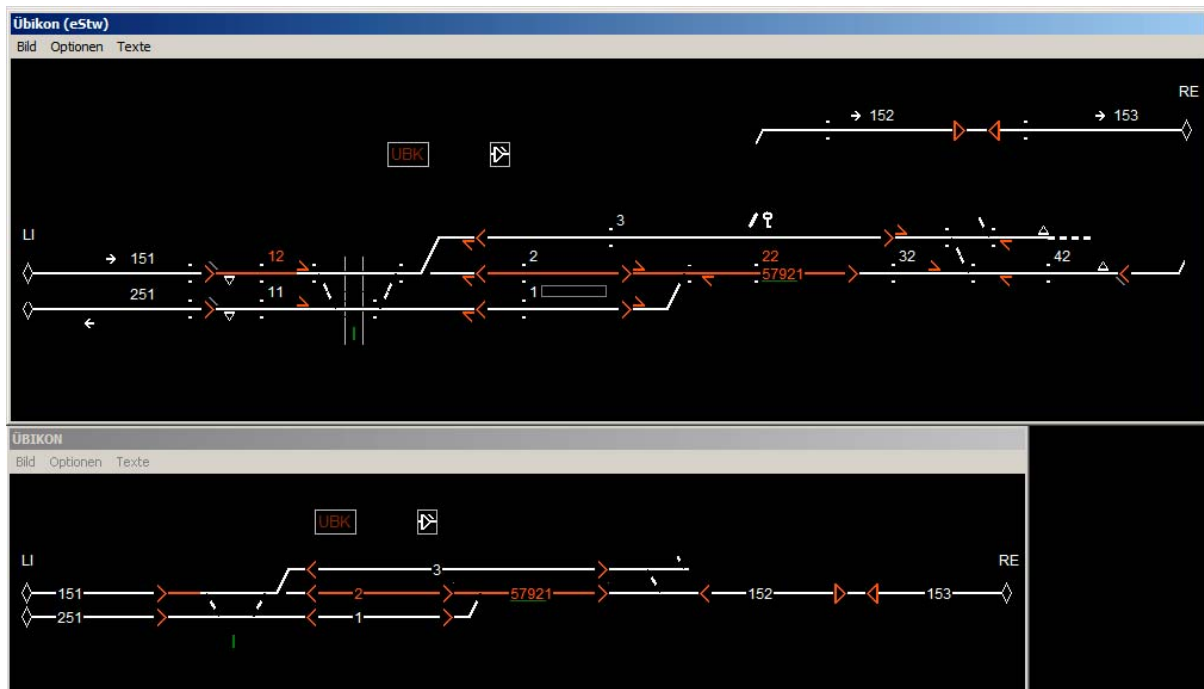 Übikon (eStw)
Bild Optionen Texte
RE
152 153
UBK
3
LI
151 12 2 22 32 42
57921
251 11 1
ÜBIKON
Bild Optionen Texte
UBK
LI RE
3
151 2 57921 152 153
251 1